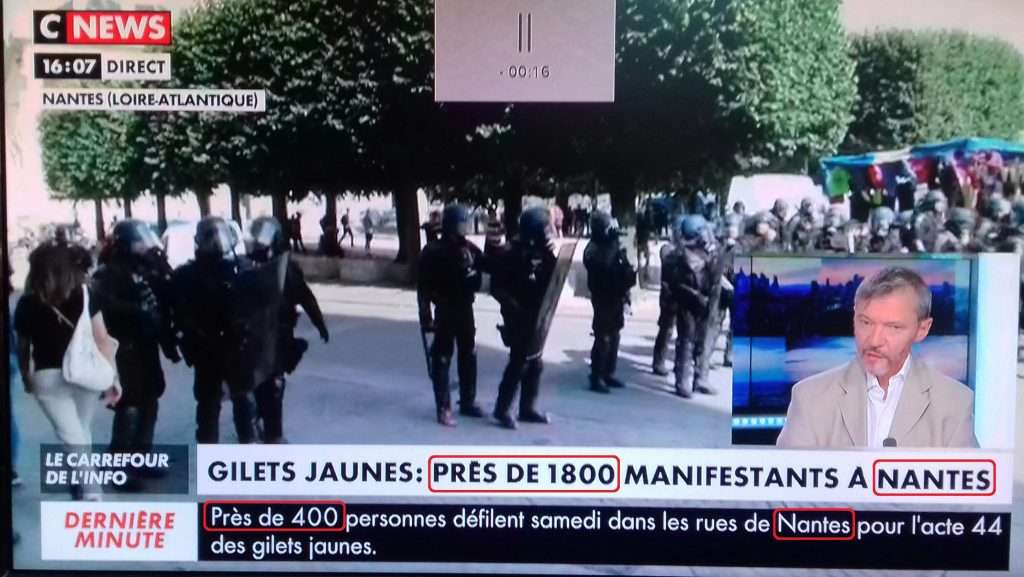 C NEWS
16:07 DIRECT
NANTES (LOIRE-ATLANTIQUE)
- 00:16
LE CARREFOUR
DE L'INFO
GILETS JAUNES: PRÈS DE 1800 MANIFESTANTS A NANTES
DERNIÈRE
MINUTE
Près de 400 personnes défilent samedi dans les rues de Nantes pour l'acte 44
des gilets jaunes.